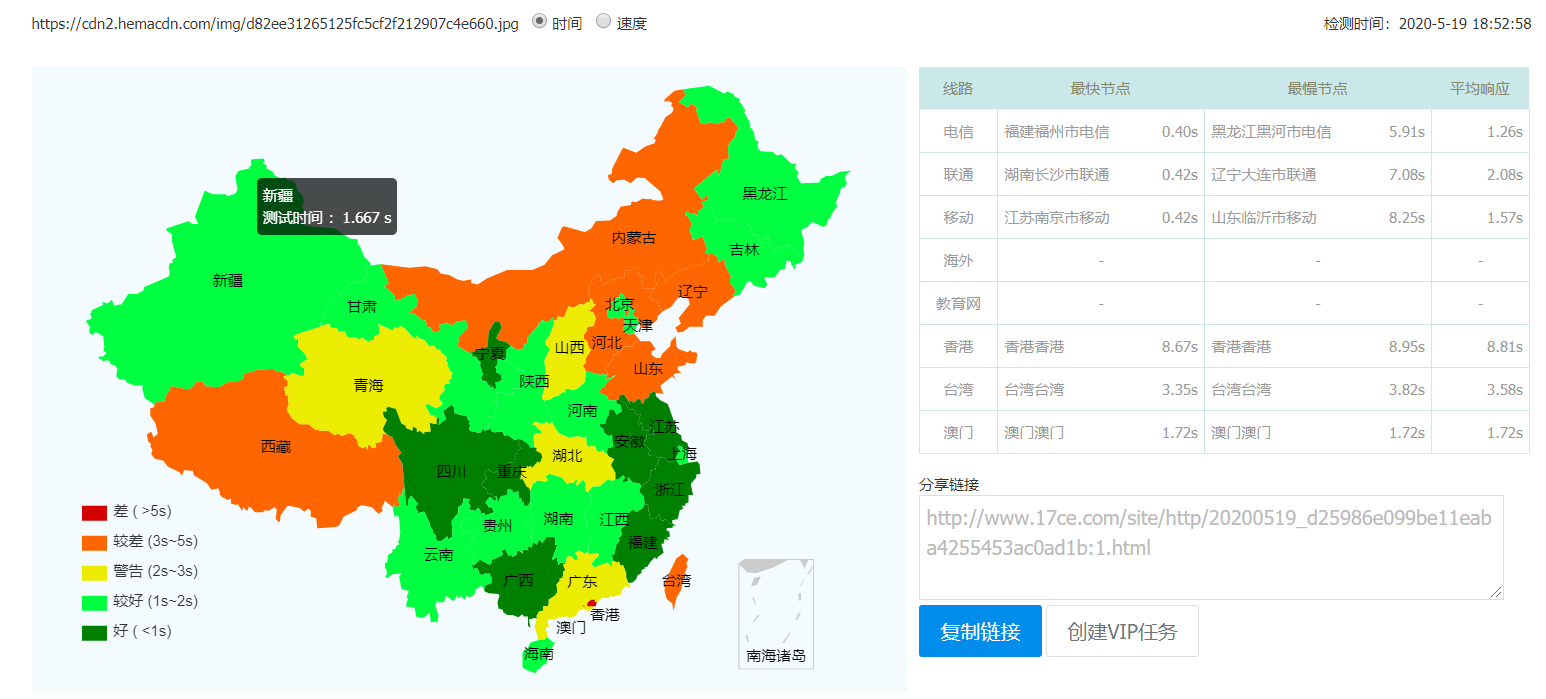 https://cdn2.hemacdn.com/img/d82ee31265125fc5cf2f212907c4e660.jpg 时间 速度 检测时间：2020-5-19 18:52:58
线路 最快节点 最慢节点 平均响应
电信 福建福州市电信 0.40s 黑龙江黑河市电信 5.91s 1.26s
联通 湖南长沙市联通 0.42s 辽宁大连市联通 7.08s 2.08s
移动 江苏南京市移动 0.42s 山东临沂市移动 8.25s 1.57s
海外 - - -
教育网 - - -
香港 香港香港 8.67s 香港香港 8.95s 8.81s
台湾 台湾台湾 3.35s 台湾台湾 3.82s 3.58s
澳门 澳门澳门 1.72s 澳门澳门 1.72s 1.72s
分享链接
http://www.17ce.com/site/http/20200519_d25986e099be11eab
a4255453ac0ad1b:1.html
复制链接 创建VIP任务
新疆
测试时间： 1.667 s
黑龙江
内蒙古
吉林
新疆
辽宁
甘肃
北京
天津
河北
山西
宁夏
山东
陕西
青海
河南
江苏
安徽
西藏
上海
湖北
四川
重庆
浙江
湖南
江西
贵州
福建
云南
广西
广东
台湾
香港
澳门
海南
南海诸岛
差 ( >5s)
较差 (3s~5s)
警告 (2s~3s)
较好 (1s~2s)
好 ( <1s)